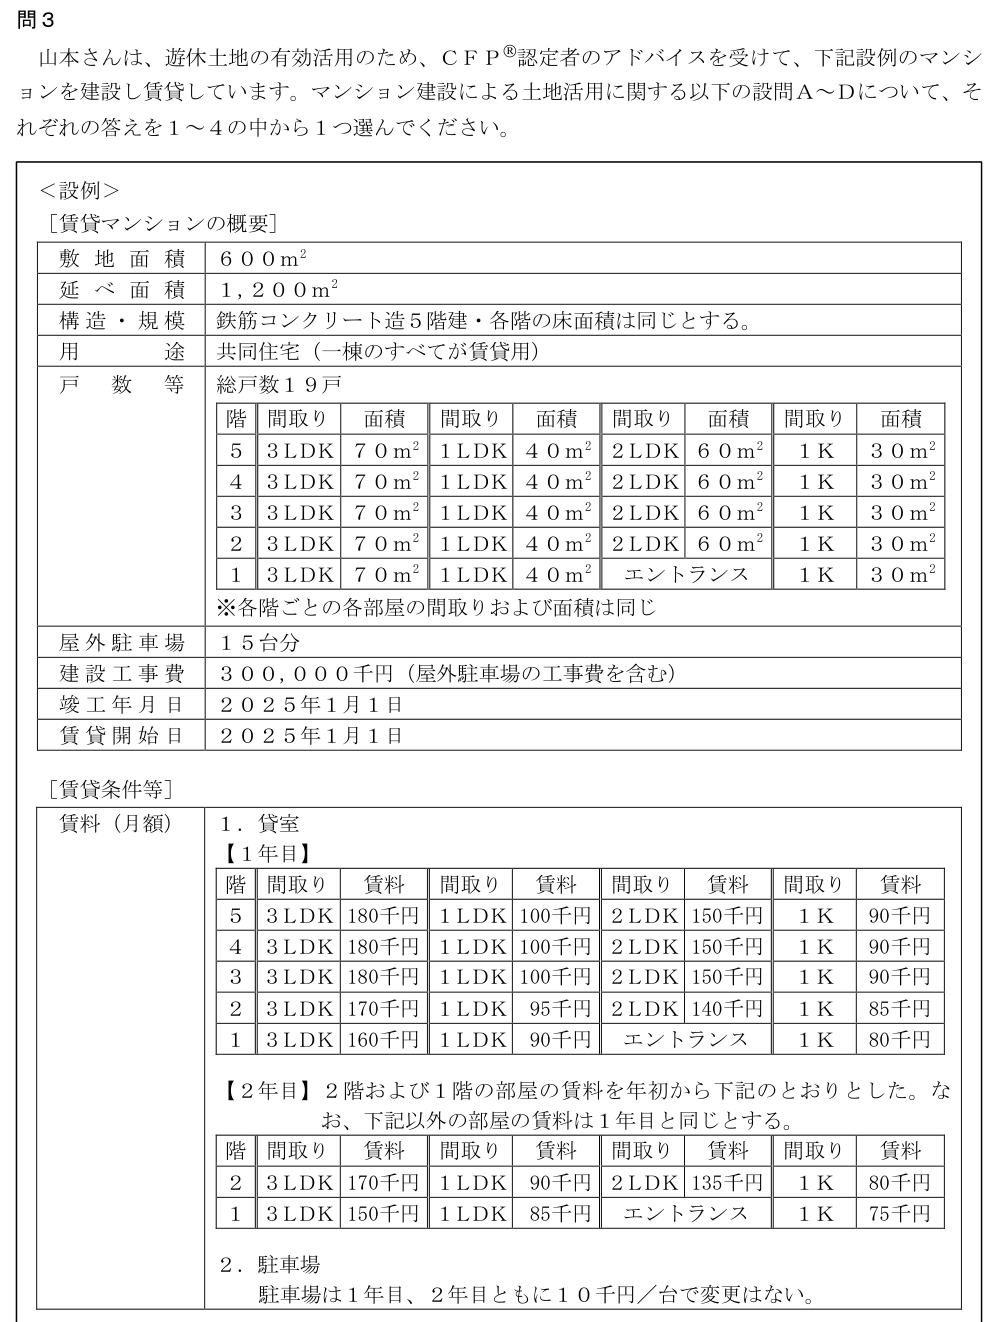 問3
山本さんは、遊休土地の有効活用のため、CFP®認定者のアドバイスを受けて、下記設例のマンシ
ョンを建設し賃貸しています。マンション建設による土地活用に関する以下の設問A~Dについて、そ
れぞれの答えを1~4の中から1つ選んでください。
<設例>
[賃貸マンションの概要]
敷地面積 600m²
延べ面積 1,200m²
構造・規模 鉄筋コンクリート造5階建・各階の床面積は同じとする。
用途 共同住宅(一棟のすべてが賃貸用)
戸数等 総戸数19戸
階 間取り 面積 間取り 面積 間取り 面積 間取り 面積
5 3LDK 70m² 1LDK 40m² 2LDK 60m² 1K 30m²
4 3LDK 70m² 1LDK 40m² 2LDK 60m² 1K 30m²
3 3LDK 70m² 1LDK 40m² 2LDK 60m² 1K 30m²
2 3LDK 70m² 1LDK 40m² 2LDK 60m² 1K 30m²
1 3LDK 70m² 1LDK 40m² エントランス 1K 30m²
※各階ごとの各部屋の間取りおよび面積は同じ
屋外駐車場 15台分
建設工事費 300,000千円(屋外駐車場の工事費を含む)
竣工年月日 2025年1月1日
賃貸開始日 2025年1月1日
[賃貸条件等]
賃料(月額) 1.貸室
【1年目】
階 間取り 賃料 間取り 賃料 間取り 賃料 間取り 賃料
5 3LDK 180千円 1LDK 100千円 2LDK 150千円 1K 90千円
4 3LDK 180千円 1LDK 100千円 2LDK 150千円 1K 90千円
3 3LDK 180千円 1LDK 100千円 2LDK 150千円 1K 90千円
2 3LDK 170千円 1LDK 95千円 2LDK 140千円 1K 85千円
1 3LDK 160千円 1LDK 90千円 エントランス 1K 80千円
【2年目】2階および1階の部屋の賃料を年初から下記のとおりとした。な
お、下記以外の部屋の賃料は1年目と同じとする。
階 間取り 賃料 間取り 賃料 間取り 賃料 間取り 賃料
2 3LDK 170千円 1LDK 90千円 2LDK 135千円 1K 80千円
1 3LDK 150千円 1LDK 85千円 エントランス 1K 75千円
2.駐車場
駐車場は1年目、2年目ともに10千円/台で変更はない。